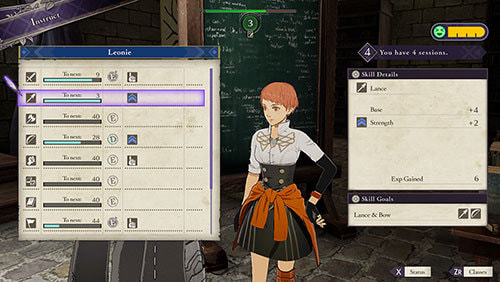 Instruct
3
4 You have 4 sessions.
Leonie
To next: 9
To next: 3
To next: 40 E
To next: 28 D
To next: 40 E
To next: 40 E
To next: 40 E
To next: 44
Skill Details
Lance
Base +4
Strength +2
Exp Gained 6
Skill Goals
Lance & Bow
X Status
ZR Classes